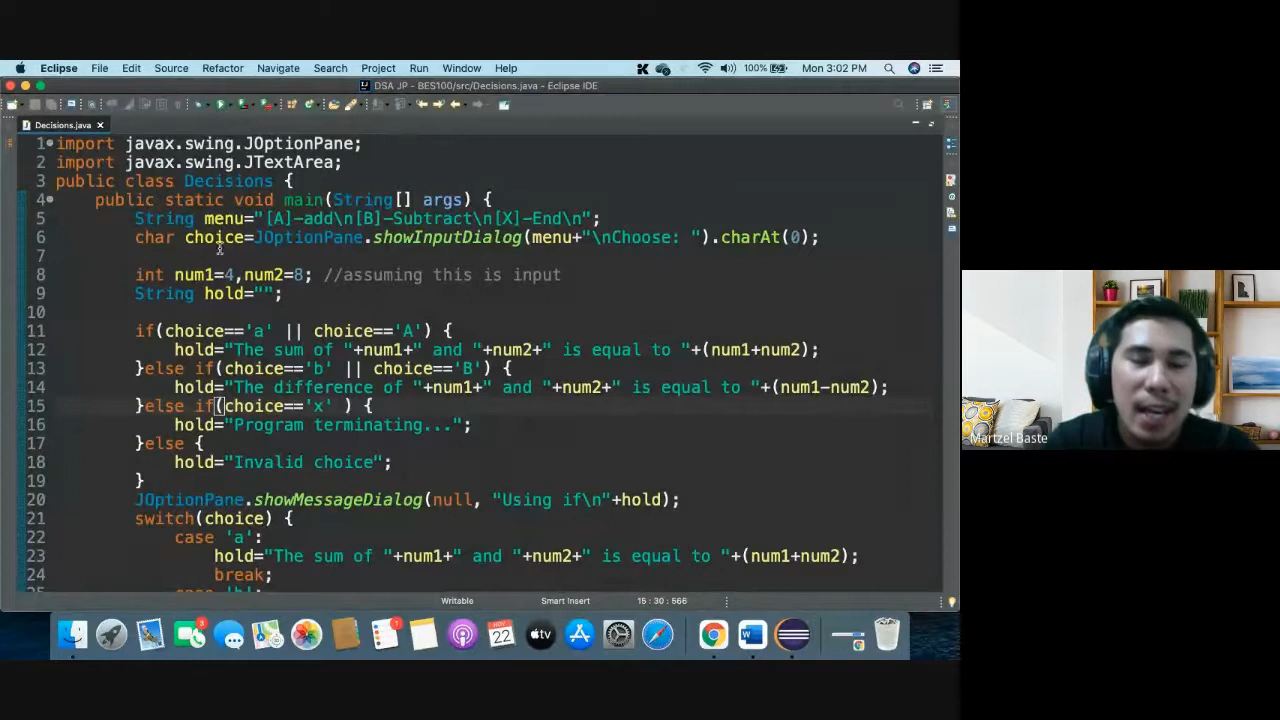 Eclipse File Edit Source Refactor Navigate Search Project Run Window Help 100% Mon 3:02 PM
DSA JP - BES100/src/Decisions.java - Eclipse IDE
Decisions.java
1 import javax.swing.JOptionPane;
2 import javax.swing.JTextArea;
3 public class Decisions {
4 public static void main(String[] args) {
5 String menu="[A]-add\n[B]-Subtract\n[X]-End\n";
6 char choice=JOptionPane.showInputDialog(menu+"\nChoose: ").charAt(0);
7
8 int num1=4,num2=8; //assuming this is input
9 String hold="";
10
11 if(choice=='a' || choice=='A') {
12 hold="The sum of "+num1+" and "+num2+" is equal to "+(num1+num2);
13 }else if(choice=='b' || choice=='B') {
14 hold="The difference of "+num1+" and "+num2+" is equal to "+(num1-num2);
15 }else if(choice=='x' ) {
16 hold="Program terminating...";
17 }else {
18 hold="Invalid choice";
19 }
20 JOptionPane.showMessageDialog(null, "Using if\n"+hold);
21 switch(choice) {
22 case 'a':
23 hold="The sum of "+num1+" and "+num2+" is equal to "+(num1+num2);
24 break;
Writable Smart Insert 15 : 30 : 566
Martzel Baste
3
1
NOV
22
tv